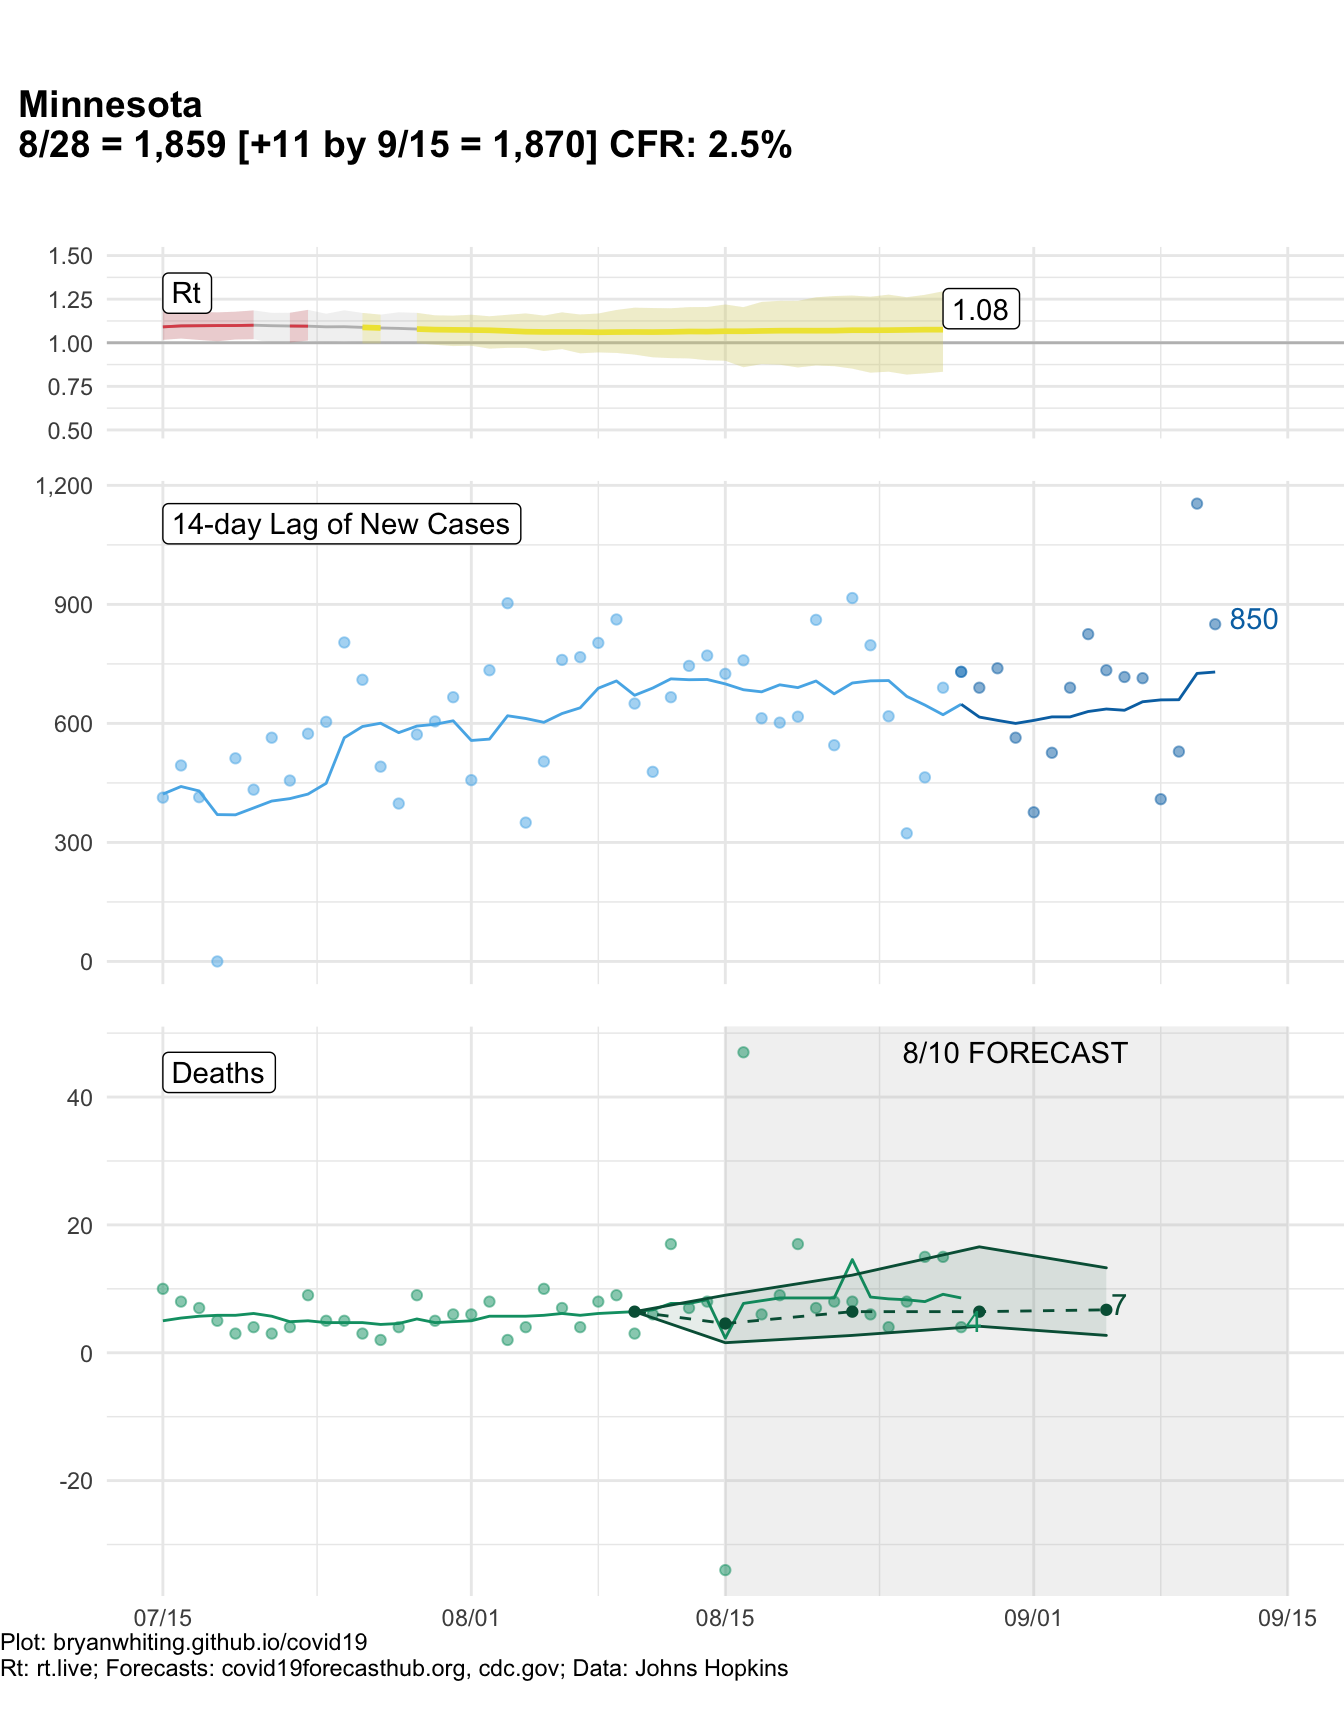 Minnesota
8/28 = 1,859 [+11 by 9/15 = 1,870] CFR: 2.5%
1.50
1.25
1.00
0.75
0.50
Rt
1.08
1,200
900
600
300
0
14-day Lag of New Cases
850
40
20
0
-20
Deaths
8/10 FORECAST
7
07/15
08/01
08/15
09/01
09/15
Plot: bryanwhiting.github.io/covid19
Rt: rt.live; Forecasts: covid19forecasthub.org, cdc.gov; Data: Johns Hopkins